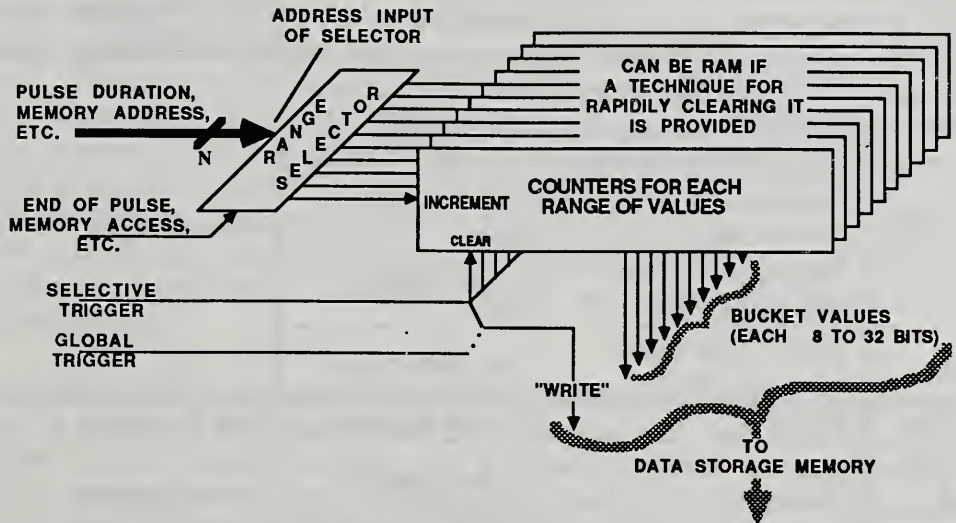 ADDRESS INPUT
OF SELECTOR
PULSE DURATION,
MEMORY ADDRESS,
ETC.
N
RANGE
SELECTOR
CAN BE RAM IF
A TECHNIQUE FOR
RAPIDILY CLEARING IT
IS PROVIDED
END OF PULSE,
MEMORY ACCESS,
ETC.
INCREMENT
COUNTERS FOR EACH
RANGE OF VALUES
CLEAR
SELECTIVE
TRIGGER
GLOBAL
TRIGGER
BUCKET VALUES
(EACH 8 TO 32 BITS)
"WRITE"
TO
DATA STORAGE MEMORY